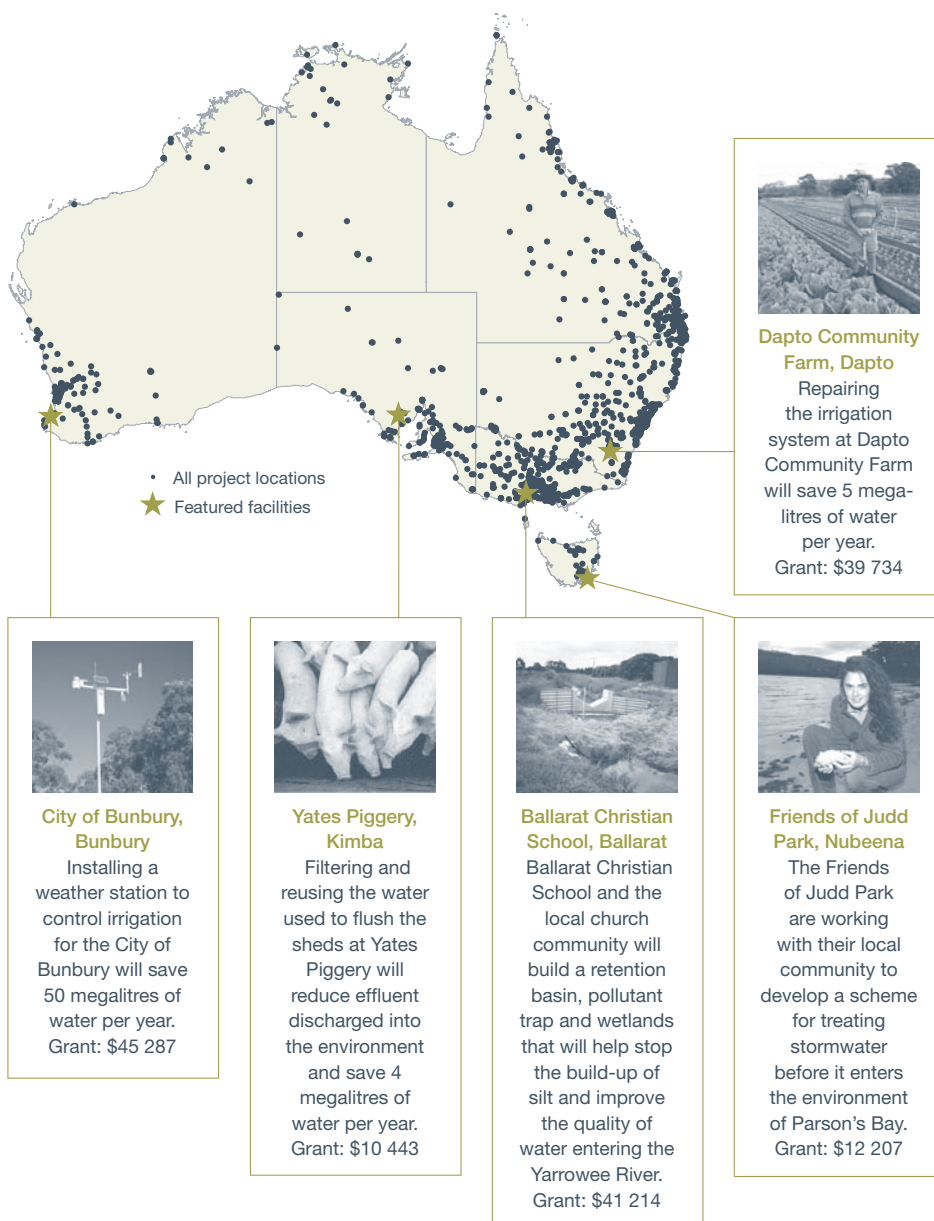 Dapto Community
Farm, Dapto
Repairing
the irrigation
system at Dapto
Community Farm
will save 5 mega-
litres of water
per year.
Grant: $39 734
All project locations
Featured facilities
City of Bunbury,
Bunbury
Installing a
weather station to
control irrigation
for the City of
Bunbury will save
50 megalitres of
water per year.
Grant: $45 287
Yates Piggery,
Kimba
Filtering and
reusing the water
used to flush the
sheds at Yates
Piggery will
reduce effluent
discharged into
the environment
and save 4
megalitres of
water per year.
Grant: $10 443
Ballarat Christian
School, Ballarat
Ballarat Christian
School and the
local church
community will
build a retention
basin, pollutant
trap and wetlands
that will help stop
the build-up of
silt and improve
the quality of
water entering the
Yarrowee River.
Grant: $41 214
Friends of Judd
Park, Nubeena
The Friends
of Judd Park
are working
with their local
community to
develop a scheme
for treating
stormwater
before it enters
the environment
of Parson's Bay.
Grant: $12 207